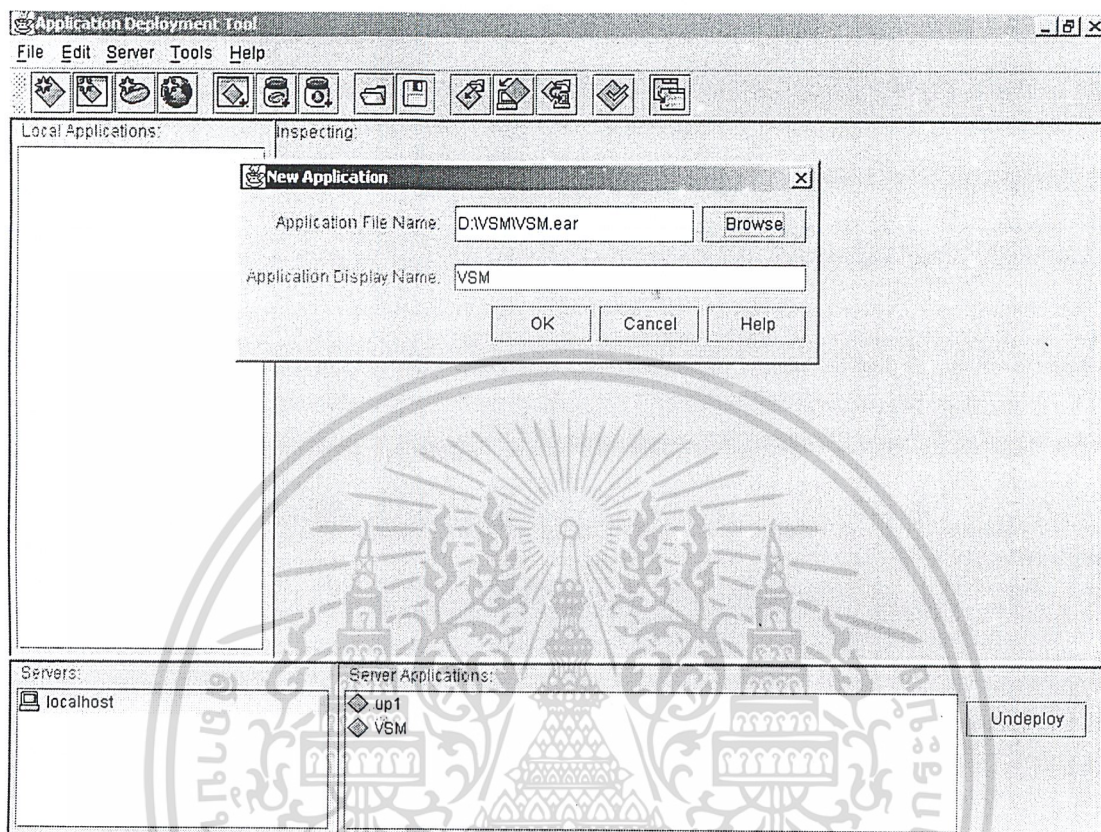 Application Deployment Tool
File Edit Server Tools Help
Local Applications:
Inspecting:
New Application
Application File Name: D:\VSM\VSM.ear Browse
Application Display Name: VSM
OK Cancel Help
Servers:
localhost
Server Applications:
up1
VSM
Undeploy